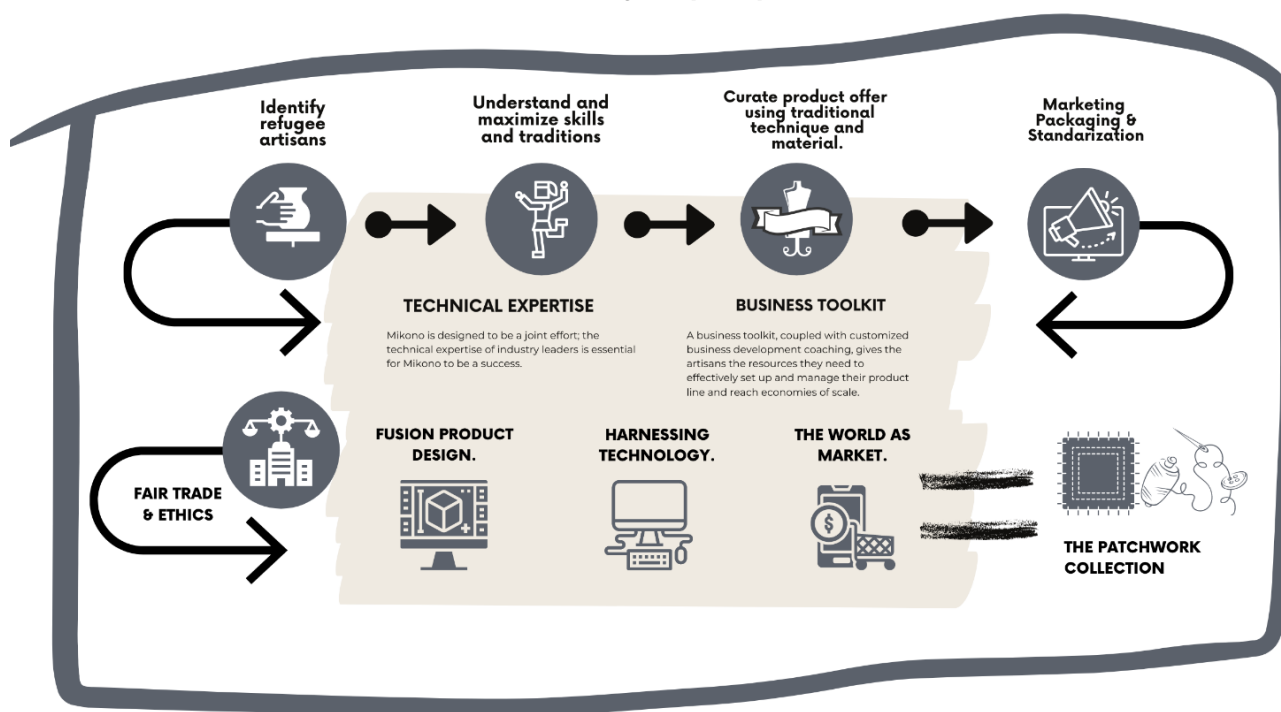 Identify
refugee
artisans
Understand and
maximize skills
and traditions
Curate product offer
using traditional
technique and
material.
Marketing
Packaging &
Standarization
TECHNICAL EXPERTISE
Mikono is designed to be a joint effort; the
technical expertise of industry leaders is essential
for Mikono to be a success.
BUSINESS TOOLKIT
A business toolkit, coupled with customized
business development coaching, gives the
artisans the resources they need to
effectively set up and manage their product
line and reach economies of scale.
FAIR TRADE
& ETHICS
FUSION PRODUCT
DESIGN.
HARNESSING
TECHNOLOGY.
THE WORLD AS
MARKET.
$
THE PATCHWORK
COLLECTION